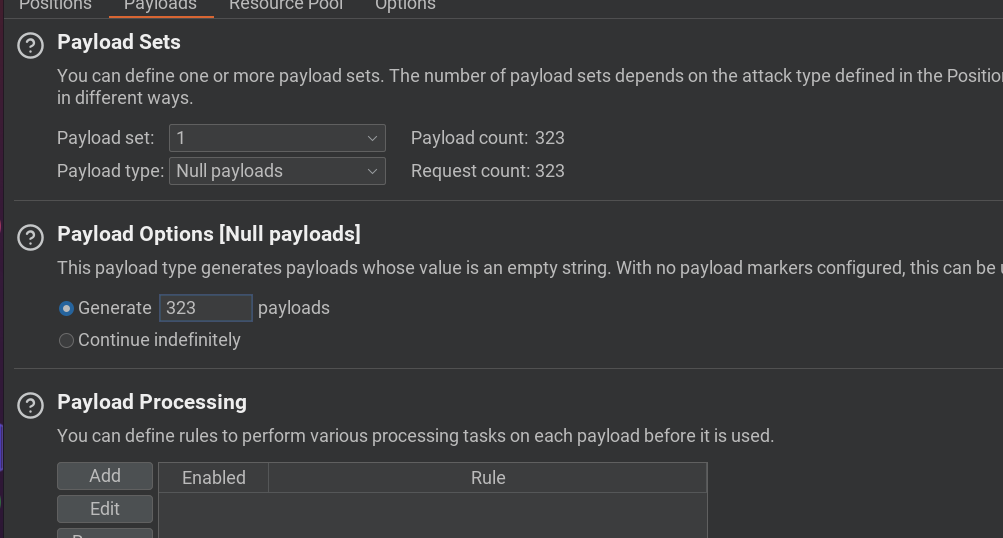 Positions Payloads Resource Pool Options
Payload Sets
You can define one or more payload sets. The number of payload sets depends on the attack type defined in the
in different ways.
Payload set: 1 Payload count: 323
Payload type: Null payloads Request count: 323
Payload Options [Null payloads]
This payload type generates payloads whose value is an empty string. With no payload markers configured, this can be
Generate 323 payloads
Continue indefinitely
Payload Processing
You can define rules to perform various processing tasks on each payload before it is used.
Add Enabled Rule
Edit